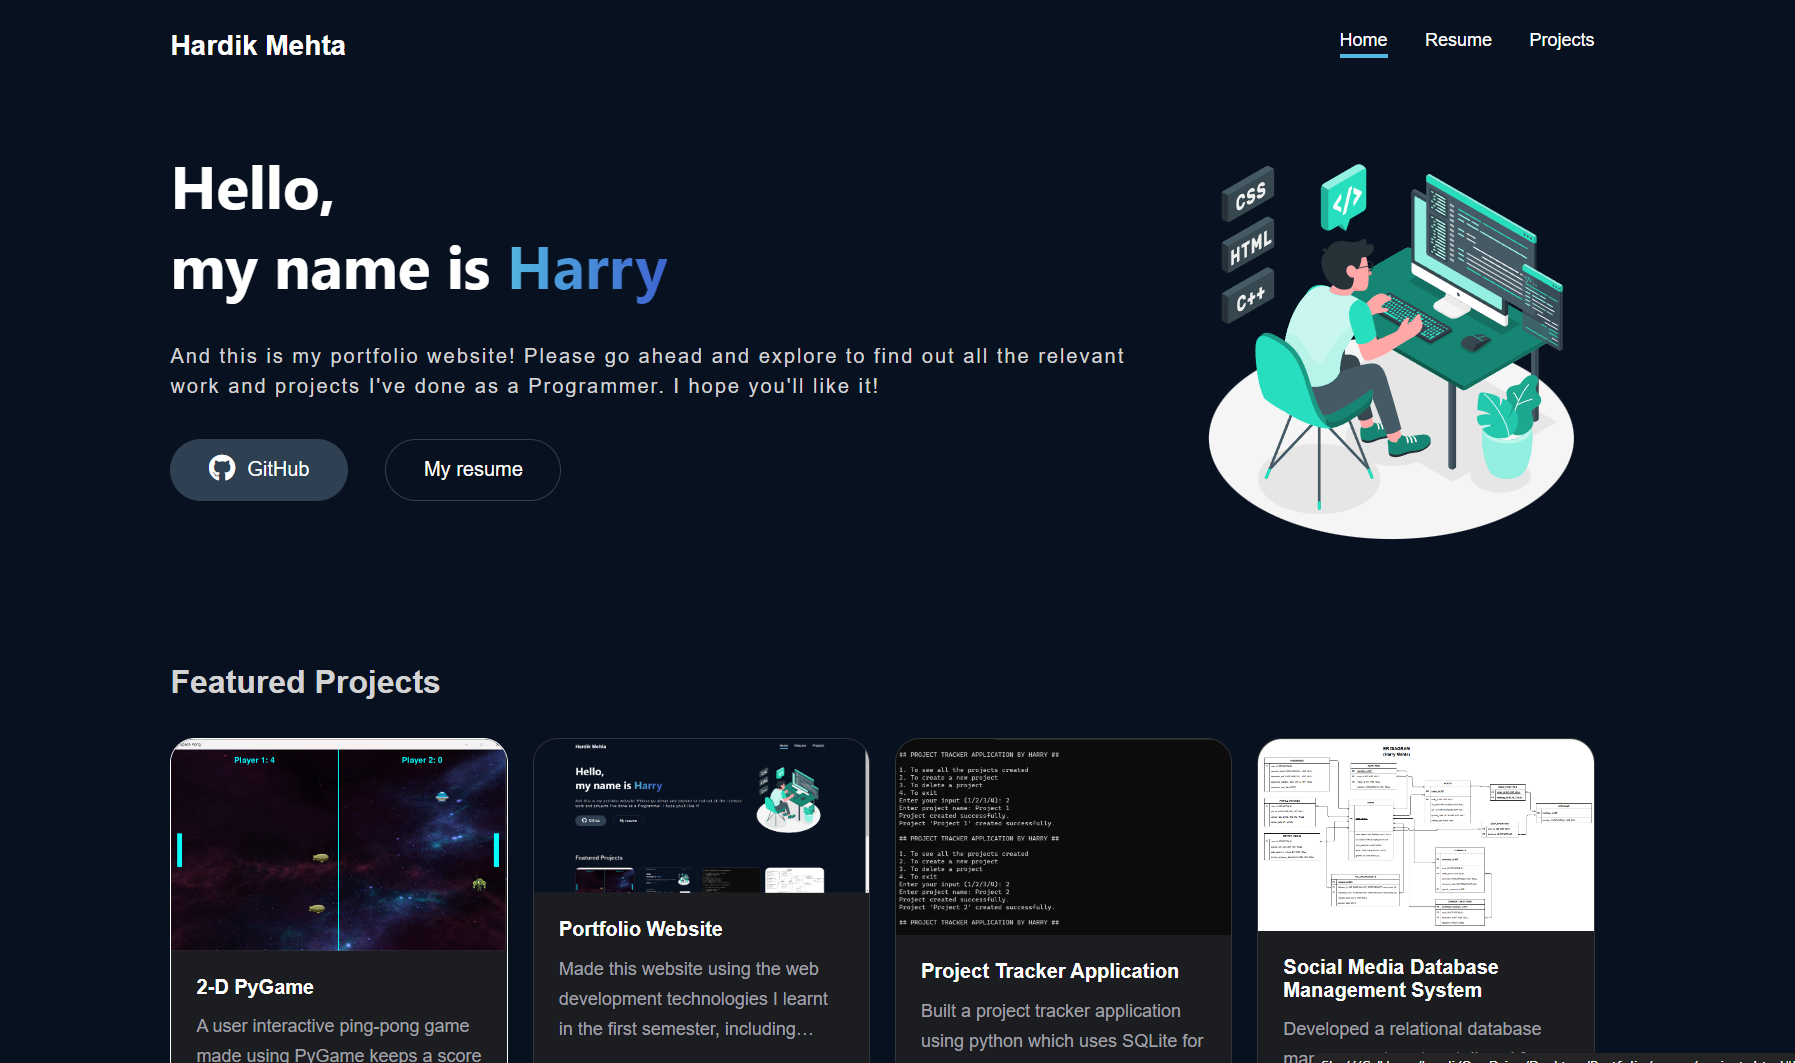 Hardik Mehta
Home
Resume
Projects
Hello,
my name is Harry
And this is my portfolio website! Please go ahead and explore to find out all the relevant
work and projects I've done as a Programmer. I hope you'll like it!
GitHub
My resume
CSS
</>
HTML
C++
Featured Projects
Player 1: 4
Player 2: 0
2-D PyGame
A user interactive ping-pong game
made using PyGame keeps a score
Hardik Mehta
Home
Resume
Projects
Hello,
my name is Harry
Featured Projects
Portfolio Website
Made this website using the web
development technologies I learnt
in the first semester, including...
## PROJECT TRACKER APPLICATION BY HARRY ##
1. To see all the projects created
2. To create a new project
3. To delete a project
4. To exit
Enter your input (1/2/3/4): 2
Enter project name: Project 1
Project created successfully.
Project 'Project 1' created successfully.
## PROJECT TRACKER APPLICATION BY HARRY ##
1. To see all the projects created
2. To create a new project
3. To delete a project
4. To exit
Enter your input (1/2/3/4): 2
Enter project name: Project 2
Project created successfully.
Project 'Project 2' created successfully.
## PROJECT TRACKER APPLICATION BY HARRY ##
Project Tracker Application
Built a project tracker application
using python which uses SQLite for
ER DIAGRAM
(Harry Mehta)
Social Media Database
Management System
Developed a relational database